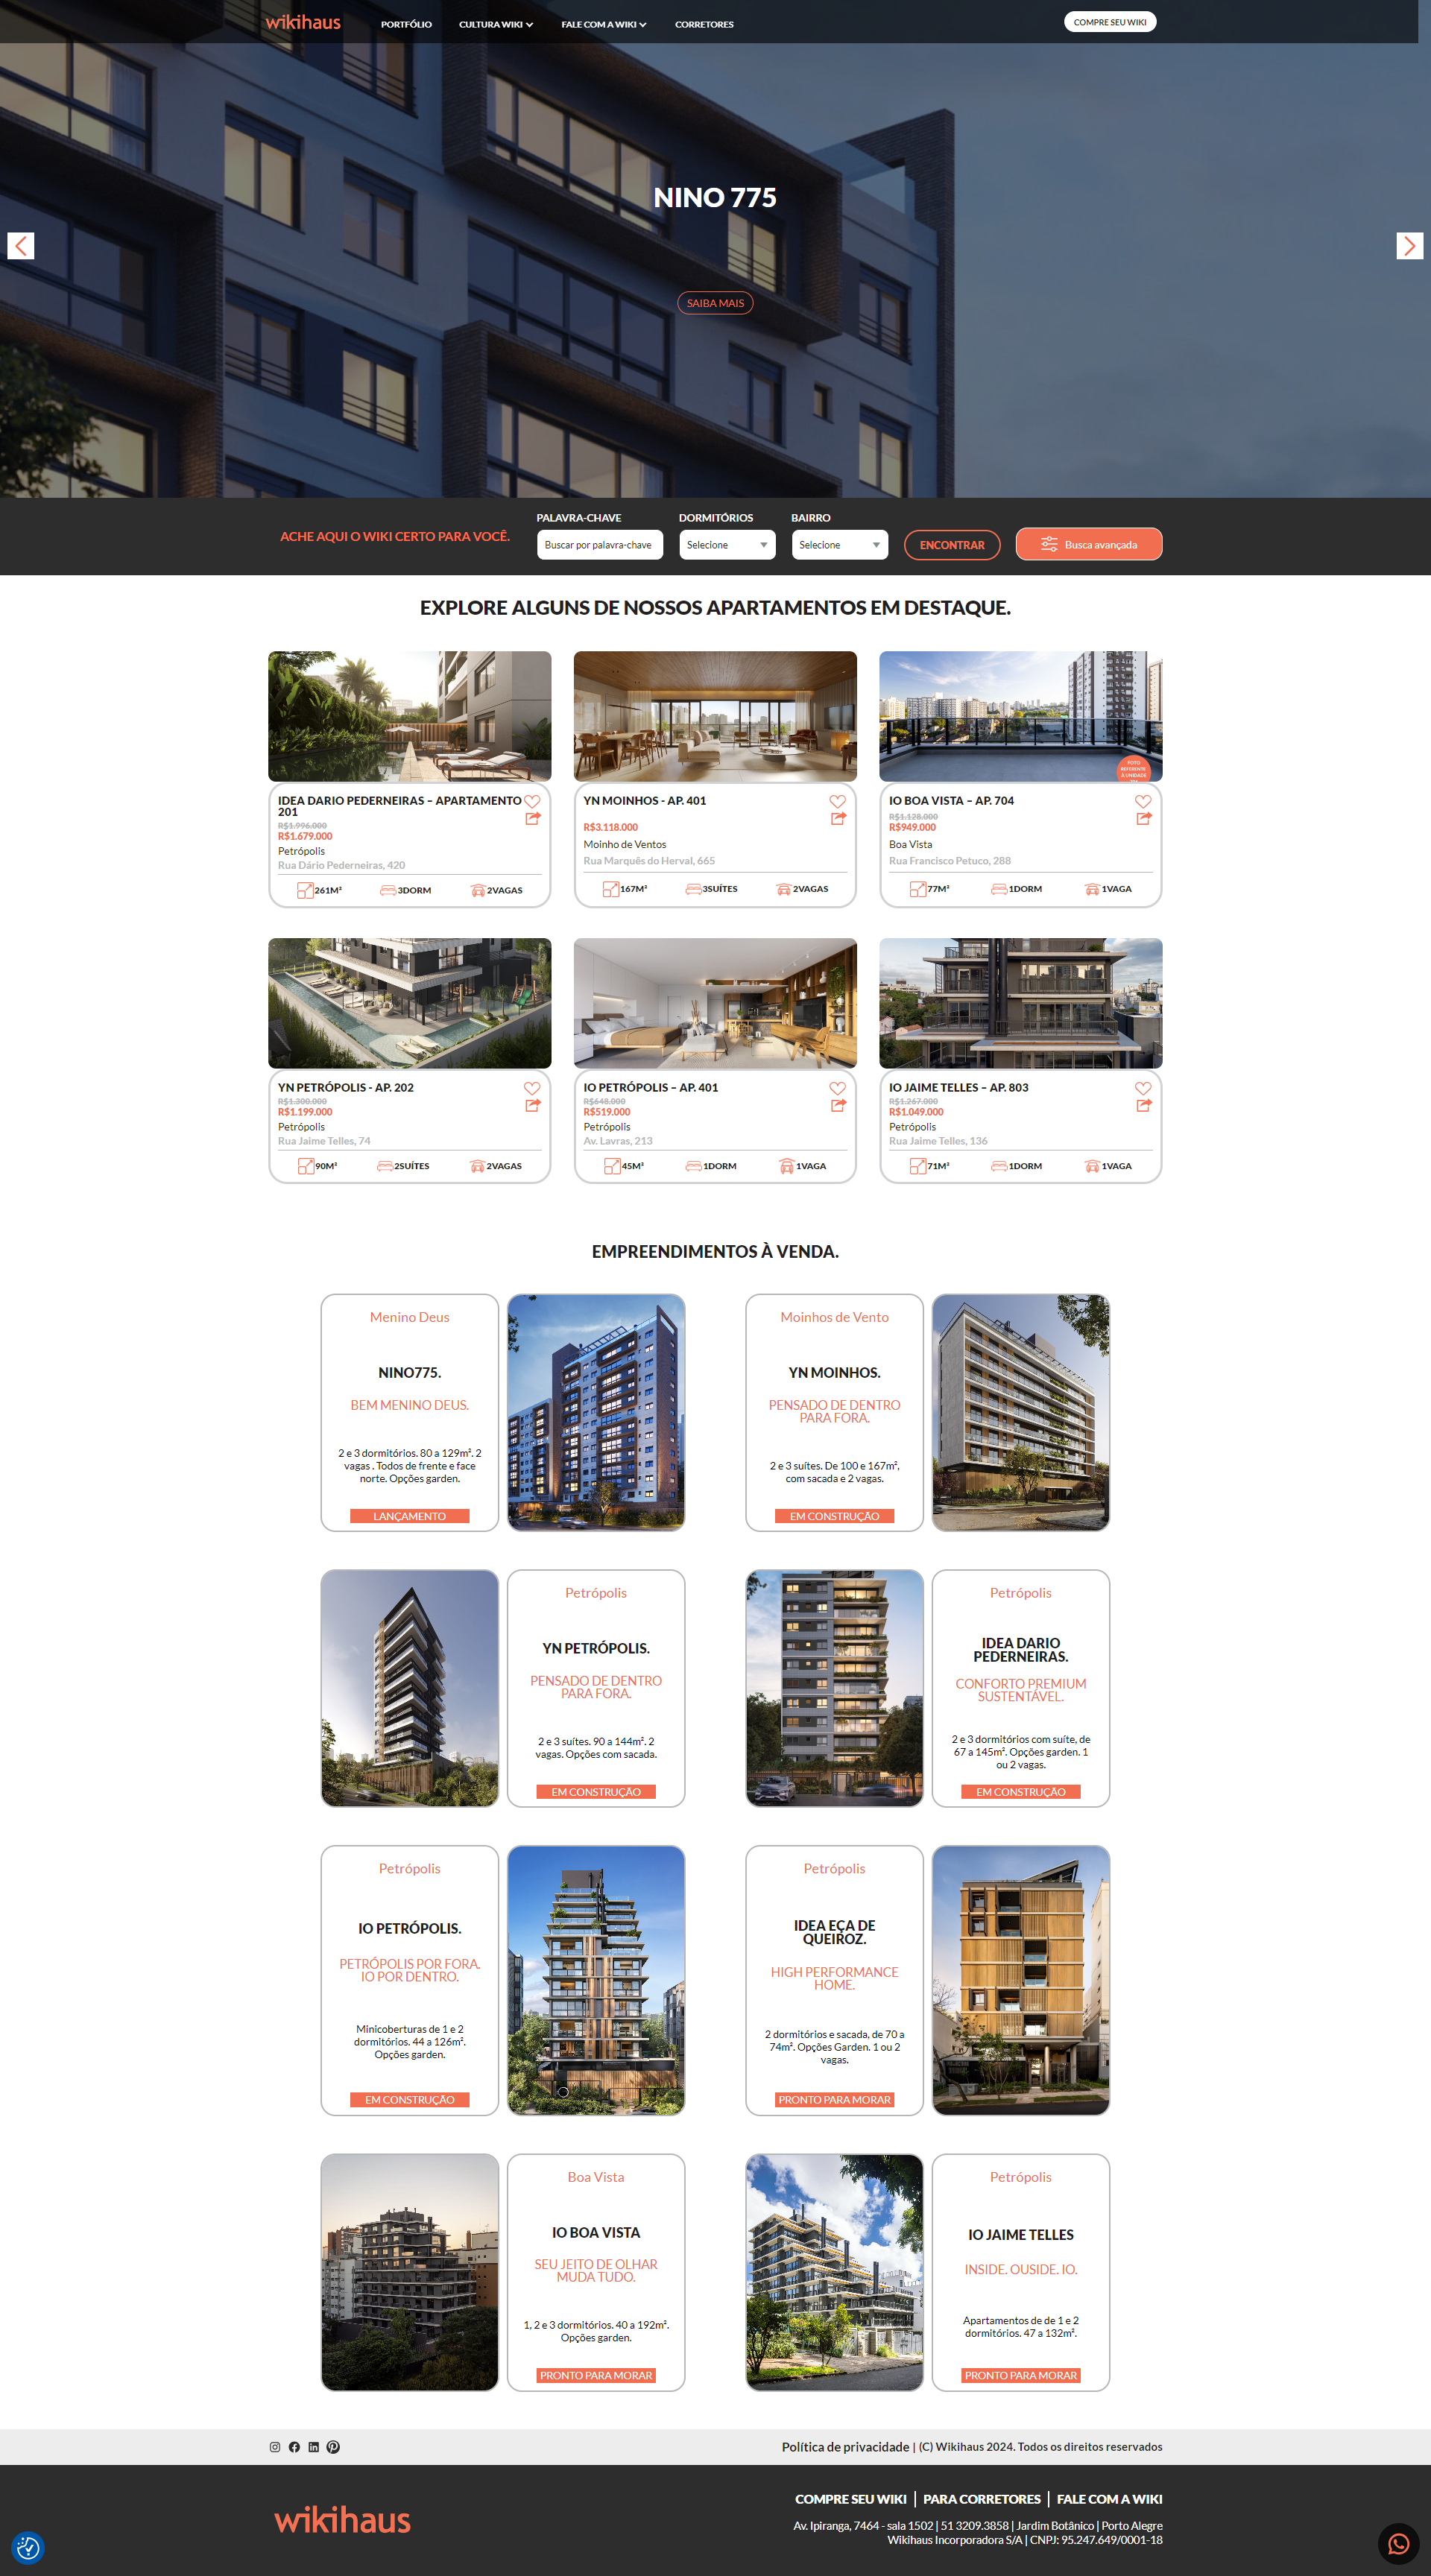 wikihaus
PORTFÓLIO
CULTURA WIKI
FALE COM A WIKI
CORRETORES
COMPRE SEU WIKI
NINO 775
SAIBA MAIS
ACHE AQUI O WIKI CERTO PARA VOCÊ.
PALAVRA-CHAVE
Buscar por palavra-chave
DORMITÓRIOS
Selecione
BAIRRO
Selecione
ENCONTRAR
Busca avançada
EXPLORE ALGUNS DE NOSSOS APARTAMENTOS EM DESTAQUE.
IDEA DARIO PEDERNEIRAS – APARTAMENTO
201
R$1.996.000
R$1.679.000
Petrópolis
Rua Dário Pederneiras, 420
261M² 3DORM 2VAGAS
YN MOINHOS - AP. 401
R$3.118.000
Moinho de Ventos
Rua Marquês do Herval, 665
167M² 3SUÍTES 2VAGAS
FOTO
REFERENTE
À UNIDADE
IO BOA VISTA – AP. 704
R$1.128.000
R$949.000
Boa Vista
Rua Francisco Petuco, 288
77M² 1DORM 1VAGA
YN PETRÓPOLIS - AP. 202
R$1.300.000
R$1.199.000
Petrópolis
Rua Jaime Telles, 74
90M² 2SUÍTES 2VAGAS
IO PETRÓPOLIS – AP. 401
R$648.000
R$519.000
Petrópolis
Av. Lavras, 213
45M² 1DORM 1VAGA
IO JAIME TELLES – AP. 803
R$1.267.000
R$1.049.000
Petrópolis
Rua Jaime Telles, 136
71M² 1DORM 1VAGA
EMPREENDIMENTOS À VENDA.
Menino Deus
NINO775.
BEM MENINO DEUS.
2 e 3 dormitórios. 80 a 129m². 2
vagas . Todos de frente e face
norte. Opções garden.
LANÇAMENTO
Moinhos de Vento
YN MOINHOS.
PENSADO DE DENTRO
PARA FORA.
2 e 3 suítes. De 100 e 167m²,
com sacada e 2 vagas.
EM CONSTRUÇÃO
Petrópolis
YN PETRÓPOLIS.
PENSADO DE DENTRO
PARA FORA.
2 e 3 suítes. 90 a 144m². 2
vagas. Opções com sacada.
EM CONSTRUÇÃO
Petrópolis
IDEA DARIO
PEDERNEIRAS.
CONFORTO PREMIUM
SUSTENTÁVEL.
2 e 3 dormitórios com suíte, de
67 a 145m². Opções garden. 1
ou 2 vagas.
EM CONSTRUÇÃO
Petrópolis
IO PETRÓPOLIS.
PETRÓPOLIS POR FORA.
IO POR DENTRO.
Minicoberturas de 1 e 2
dormitórios. 44 a 126m².
Opções garden.
EM CONSTRUÇÃO
Petrópolis
IDEA EÇA DE
QUEIROZ.
HIGH PERFORMANCE
HOME.
2 dormitórios e sacada, de 70 a
74m². Opções Garden. 1 ou 2
vagas.
PRONTO PARA MORAR
Boa Vista
IO BOA VISTA
SEU JEITO DE OLHAR
MUDA TUDO.
1, 2 e 3 dormitórios. 40 a 192m².
Opções garden.
PRONTO PARA MORAR
Petrópolis
IO JAIME TELLES
INSIDE. OUSIDE. IO.
Apartamentos de de 1 e 2
dormitórios. 47 a 132m².
PRONTO PARA MORAR
Política de privacidade | (C) Wikihaus 2024. Todos os direitos reservados
wikihaus
COMPRE SEU WIKI | PARA CORRETORES | FALE COM A WIKI
Av. Ipiranga, 7464 - sala 1502 | 51 3209.3858 | Jardim Botânico | Porto Alegre
Wikihaus Incorporadora S/A | CNPJ: 95.247.649/0001-18